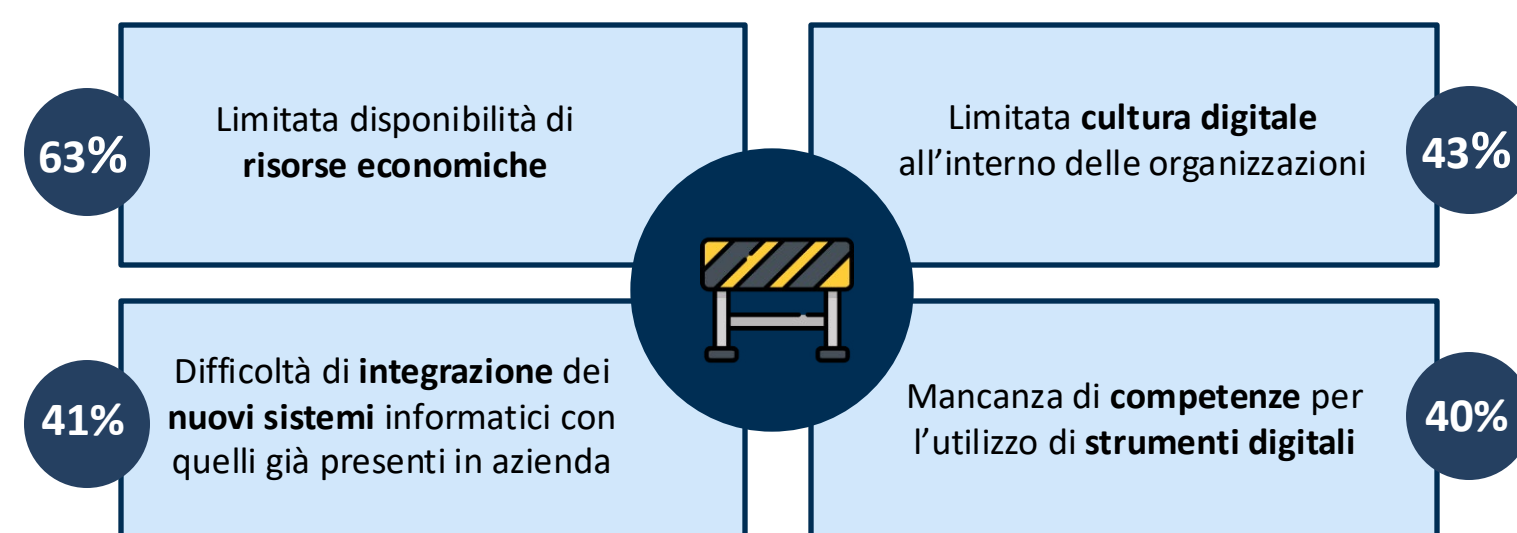 63%
Limitata disponibilità di
risorse economiche
Limitata cultura digitale
all’interno delle organizzazioni
43%
41%
Difficoltà di integrazione dei
nuovi sistemi informatici con
quelli già presenti in azienda
Mancanza di competenze per
l’utilizzo di strumenti digitali
40%